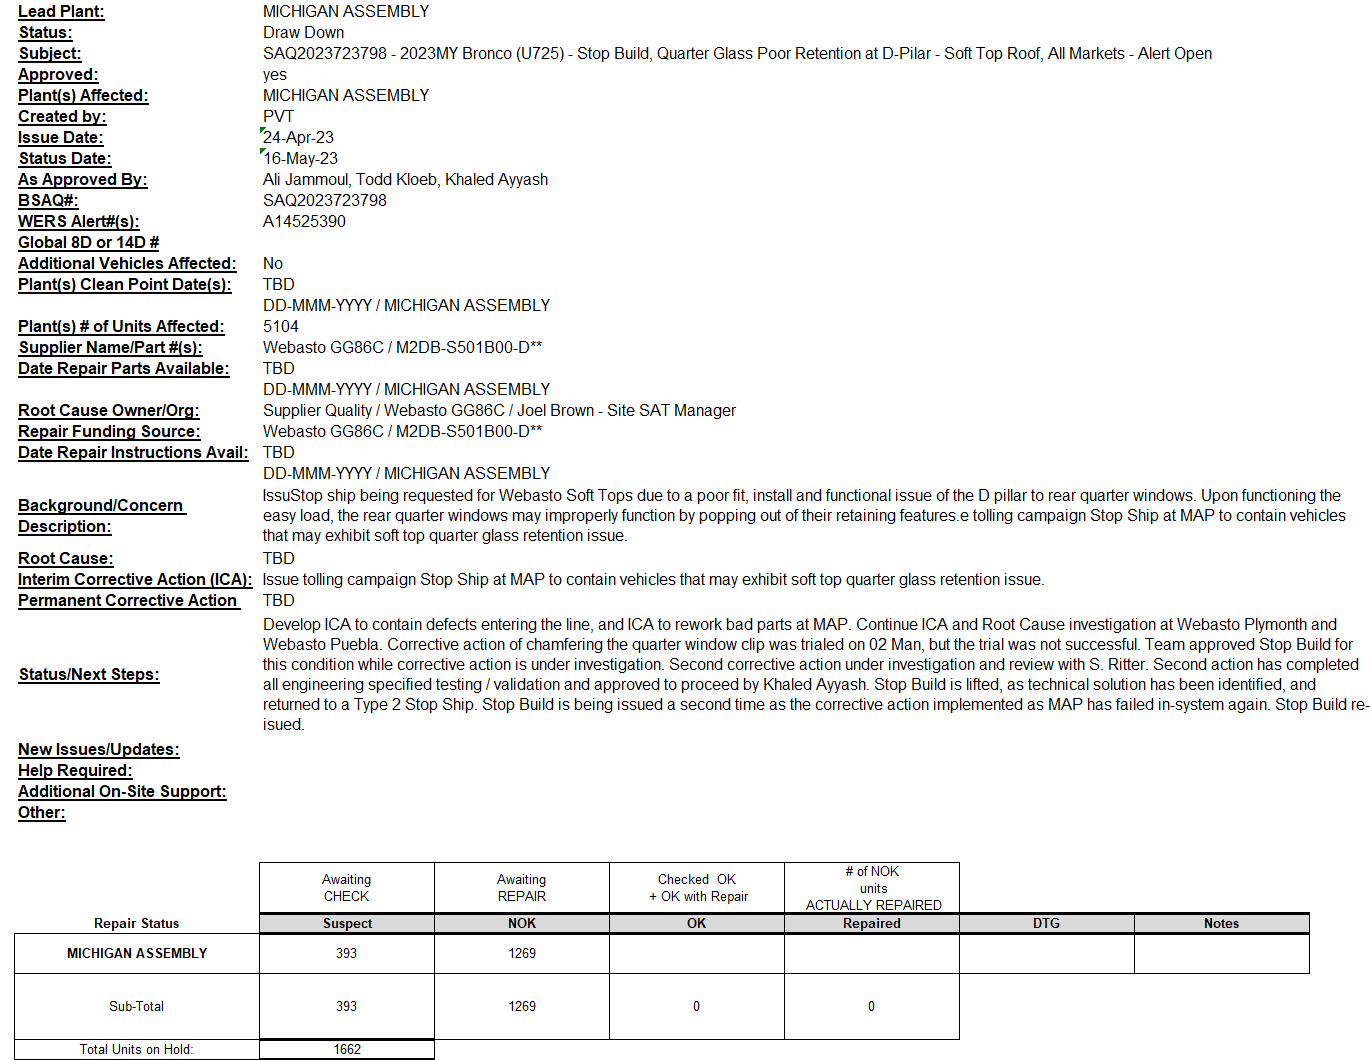 Lead Plant: MICHIGAN ASSEMBLY
Status: Draw Down
Subject: SAQ2023723798 - 2023MY Bronco (U725) - Stop Build, Quarter Glass Poor Retention at D-Pilar - Soft Top Roof, All Markets - Alert Open
Approved: yes
Plant(s) Affected: MICHIGAN ASSEMBLY
Created by: PVT
Issue Date: 24-Apr-23
Status Date: 16-May-23
As Approved By: Ali Jammoul, Todd Kloeb, Khaled Ayyash
BSAQ#: SAQ2023723798
WERS Alert#(s): A14525390
Global 8D or 14D #
Additional Vehicles Affected: No
Plant(s) Clean Point Date(s): TBD
DD-MMM-YYYY / MICHIGAN ASSEMBLY
Plant(s) # of Units Affected: 5104
Supplier Name/Part #(s): Webasto GG86C / M2DB-S501B00-D**
Date Repair Parts Available: TBD
DD-MMM-YYYY / MICHIGAN ASSEMBLY
Root Cause Owner/Org: Supplier Quality / Webasto GG86C / Joel Brown - Site SAT Manager
Repair Funding Source: Webasto GG86C / M2DB-S501B00-D**
Date Repair Instructions Avail: TBD
DD-MMM-YYYY / MICHIGAN ASSEMBLY
Background/Concern Description:
IssuStop ship being requested for Webasto Soft Tops due to a poor fit, install and functional issue of the D pillar to rear quarter windows. Upon functioning the
easy load, the rear quarter windows may improperly function by popping out of their retaining features.e tolling campaign Stop Ship at MAP to contain vehicles
that may exhibit soft top quarter glass retention issue.
Root Cause: TBD
Interim Corrective Action (ICA): Issue tolling campaign Stop Ship at MAP to contain vehicles that may exhibit soft top quarter glass retention issue.
Permanent Corrective Action TBD
Status/Next Steps:
Develop ICA to contain defects entering the line, and ICA to rework bad parts at MAP. Continue ICA and Root Cause investigation at Webasto Plymonth and
Webasto Puebla. Corrective action of chamfering the quarter window clip was trialed on 02 Man, but the trial was not successful. Team approved Stop Build for
this condition while corrective action is under investigation. Second corrective action under investigation and review with S. Ritter. Second action has completed
all engineering specified testing / validation and approved to proceed by Khaled Ayyash. Stop Build is lifted, as technical solution has been identified, and
returned to a Type 2 Stop Ship. Stop Build is being issued a second time as the corrective action implemented as MAP has failed in-system again. Stop Build re-
isued.
New Issues/Updates:
Help Required:
Additional On-Site Support:
Other:
Awaiting CHECK Awaiting REPAIR Checked OK + OK with Repair # of NOK units ACTUALLY REPAIRED
Repair Status Suspect NOK OK Repaired DTG Notes
MICHIGAN ASSEMBLY 393 1269
Sub-Total 393 1269 0 0
Total Units on Hold: 1662